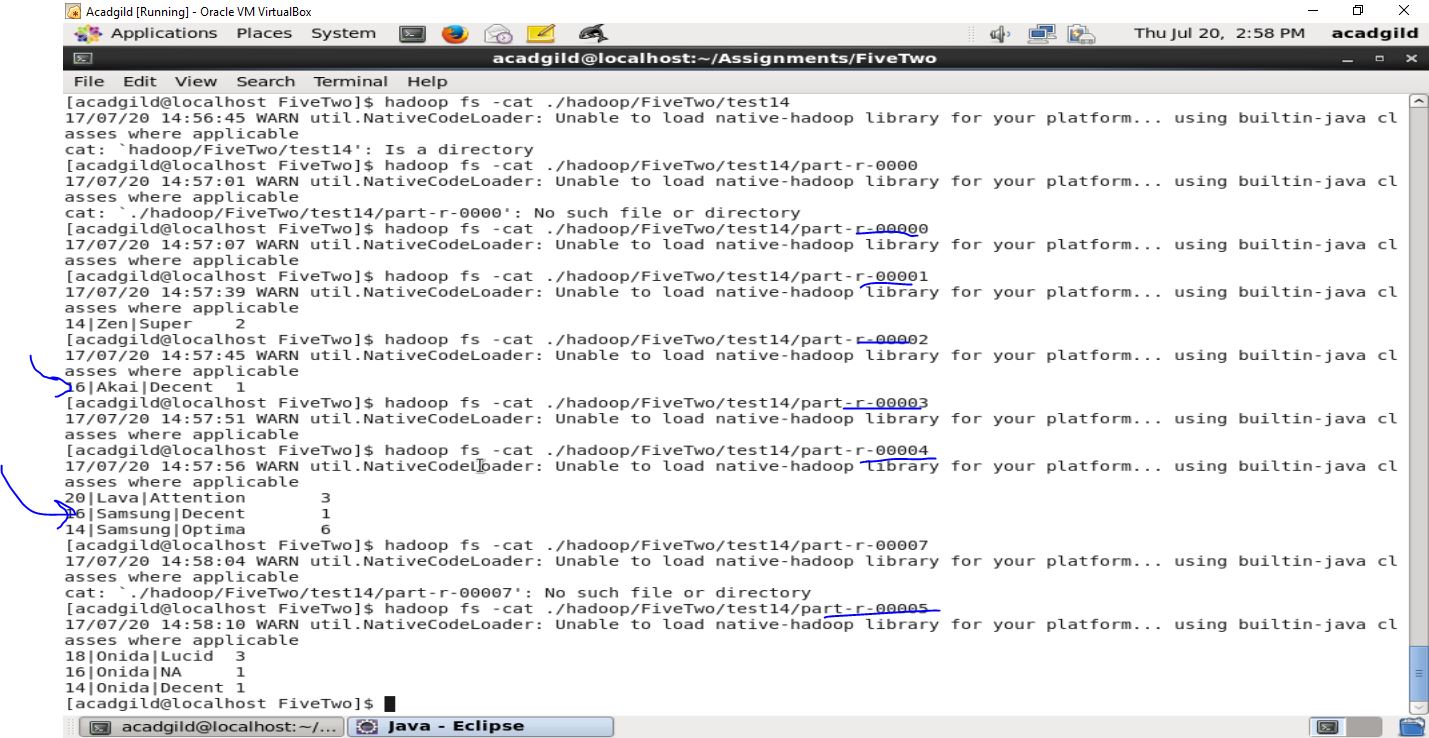 Acadgild [Running] - Oracle VM VirtualBox
Applications Places System Thu Jul 20, 2:58 PM acadgild
acadgild@localhost:~/Assignments/FiveTwo
File Edit View Search Terminal Help
[acadgild@localhost FiveTwo]$ hadoop fs -cat ./hadoop/FiveTwo/test14
17/07/20 14:56:45 WARN util.NativeCodeLoader: Unable to load native-hadoop library for your platform... using builtin-java cl
asses where applicable
cat: `hadoop/FiveTwo/test14': Is a directory
[acadgild@localhost FiveTwo]$ hadoop fs -cat ./hadoop/FiveTwo/test14/part-r-0000
17/07/20 14:57:01 WARN util.NativeCodeLoader: Unable to load native-hadoop library for your platform... using builtin-java cl
asses where applicable
cat: `./hadoop/FiveTwo/test14/part-r-0000': No such file or directory
[acadgild@localhost FiveTwo]$ hadoop fs -cat ./hadoop/FiveTwo/test14/part-r-00000
17/07/20 14:57:07 WARN util.NativeCodeLoader: Unable to load native-hadoop library for your platform... using builtin-java cl
asses where applicable
[acadgild@localhost FiveTwo]$ hadoop fs -cat ./hadoop/FiveTwo/test14/part-r-00001
17/07/20 14:57:39 WARN util.NativeCodeLoader: Unable to load native-hadoop library for your platform... using builtin-java cl
asses where applicable
14|Zen|Super 2
[acadgild@localhost FiveTwo]$ hadoop fs -cat ./hadoop/FiveTwo/test14/part-r-00002
17/07/20 14:57:45 WARN util.NativeCodeLoader: Unable to load native-hadoop library for your platform... using builtin-java cl
asses where applicable
16|Akai|Decent 1
[acadgild@localhost FiveTwo]$ hadoop fs -cat ./hadoop/FiveTwo/test14/part-r-00003
17/07/20 14:57:51 WARN util.NativeCodeLoader: Unable to load native-hadoop library for your platform... using builtin-java cl
asses where applicable
[acadgild@localhost FiveTwo]$ hadoop fs -cat ./hadoop/FiveTwo/test14/part-r-00004
17/07/20 14:57:56 WARN util.NativeCodeLoader: Unable to load native-hadoop library for your platform... using builtin-java cl
asses where applicable
20|Lava|Attention 3
16|Samsung|Decent 1
14|Samsung|Optima 6
[acadgild@localhost FiveTwo]$ hadoop fs -cat ./hadoop/FiveTwo/test14/part-r-00007
17/07/20 14:58:04 WARN util.NativeCodeLoader: Unable to load native-hadoop library for your platform... using builtin-java cl
asses where applicable
cat: `./hadoop/FiveTwo/test14/part-r-00007': No such file or directory
[acadgild@localhost FiveTwo]$ hadoop fs -cat ./hadoop/FiveTwo/test14/part-r-00005
17/07/20 14:58:10 WARN util.NativeCodeLoader: Unable to load native-hadoop library for your platform... using builtin-java cl
asses where applicable
18|Onida|Lucid 3
16|Onida|NA 1
14|Onida|Decent 1
[acadgild@localhost FiveTwo]$
acadgild@localhost:~/... Java - Eclipse